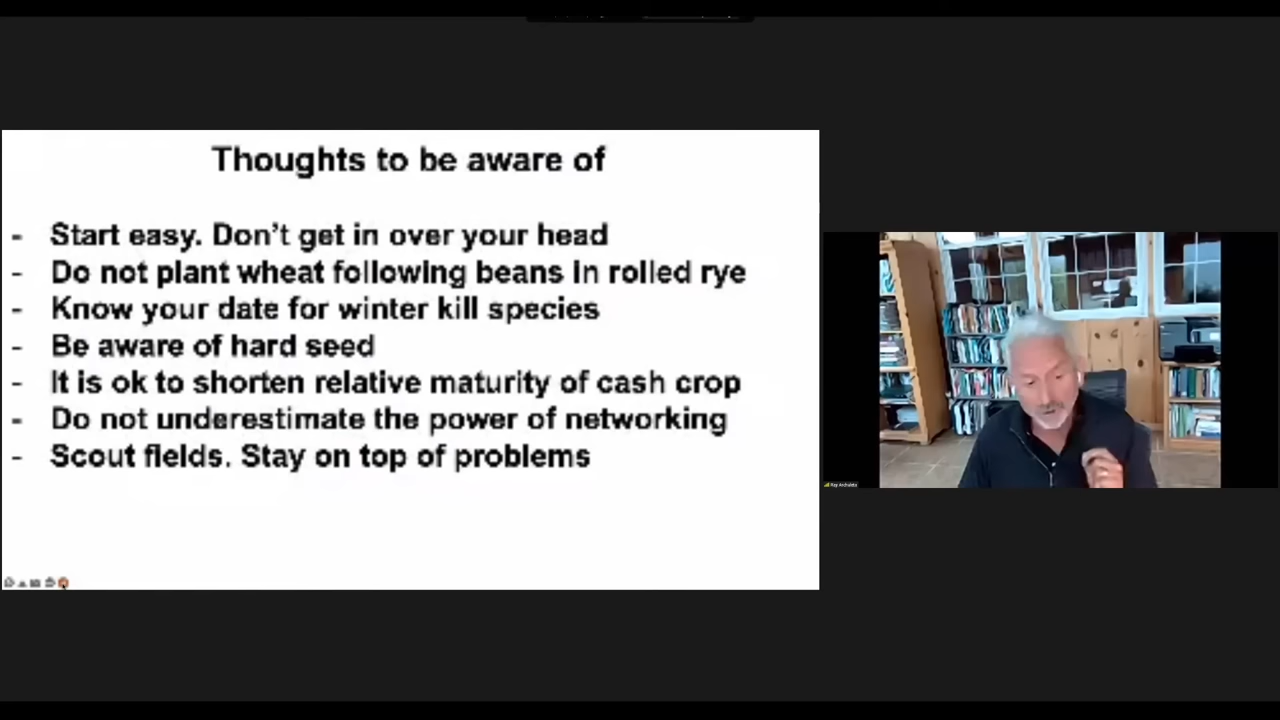 Thoughts to be aware of
- Start easy. Don't get in over your head
- Do not plant wheat following beans in rolled rye
- Know your date for winter kill species
- Be aware of hard seed
- It is ok to shorten relative maturity of cash crop
- Do not underestimate the power of networking
- Scout fields. Stay on top of problems
Ray Archuleta